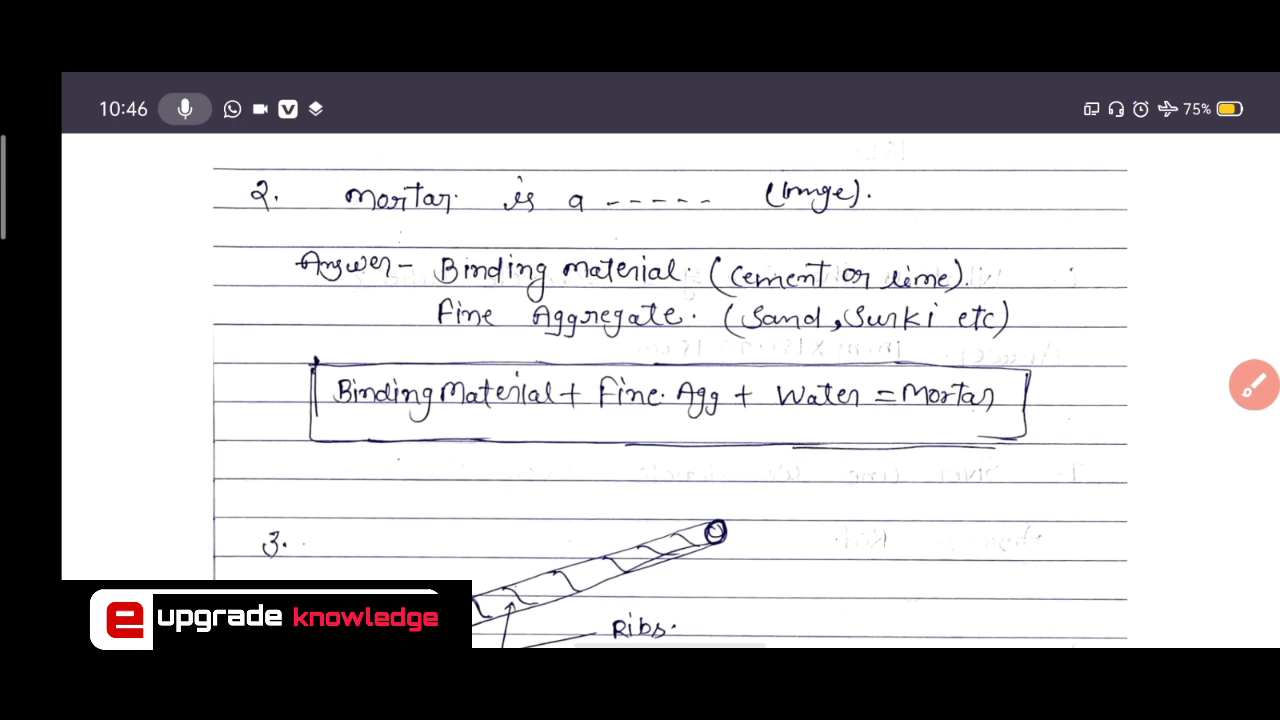 10:46
75%
2. Mortar is a ----- 
Answer- Binding Material. (Cement or lime).
Fine Aggregate. (Sand, Surki etc)
Binding Material + Fine. Agg + Water = Mortar
3.
Ribs.
e upgrade knowledge